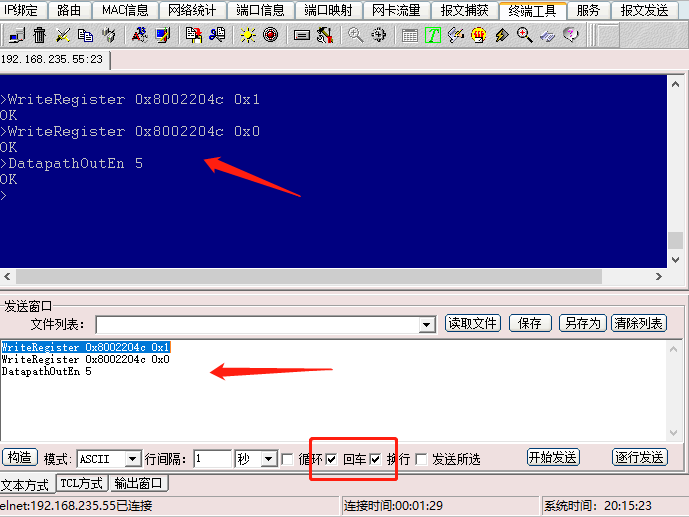 IP绑定 路由 MAC信息 网络统计 端口信息 端口映射 网卡流量 报文捕获 终端工具 服务 报文发送
192.168.235.55:23
>WriteRegister 0x8002204c 0x1
OK
>WriteRegister 0x8002204c 0x0
OK
>DatapathOutEn 5
OK
>
发送窗口
文件列表: 读取文件 保存 另存为 清除列表
WriteRegister 0x8002204c 0x1
WriteRegister 0x8002204c 0x0
DatapathOutEn 5
构造 模式: ASCII 行间隔: 1 秒 循环 回车 换行 发送所选 开始发送 逐行发送
文本方式 TCL方式 输出窗口
elnet:192.168.235.55已连接 连接时间:00:01:29 系统时间: 20:15:23